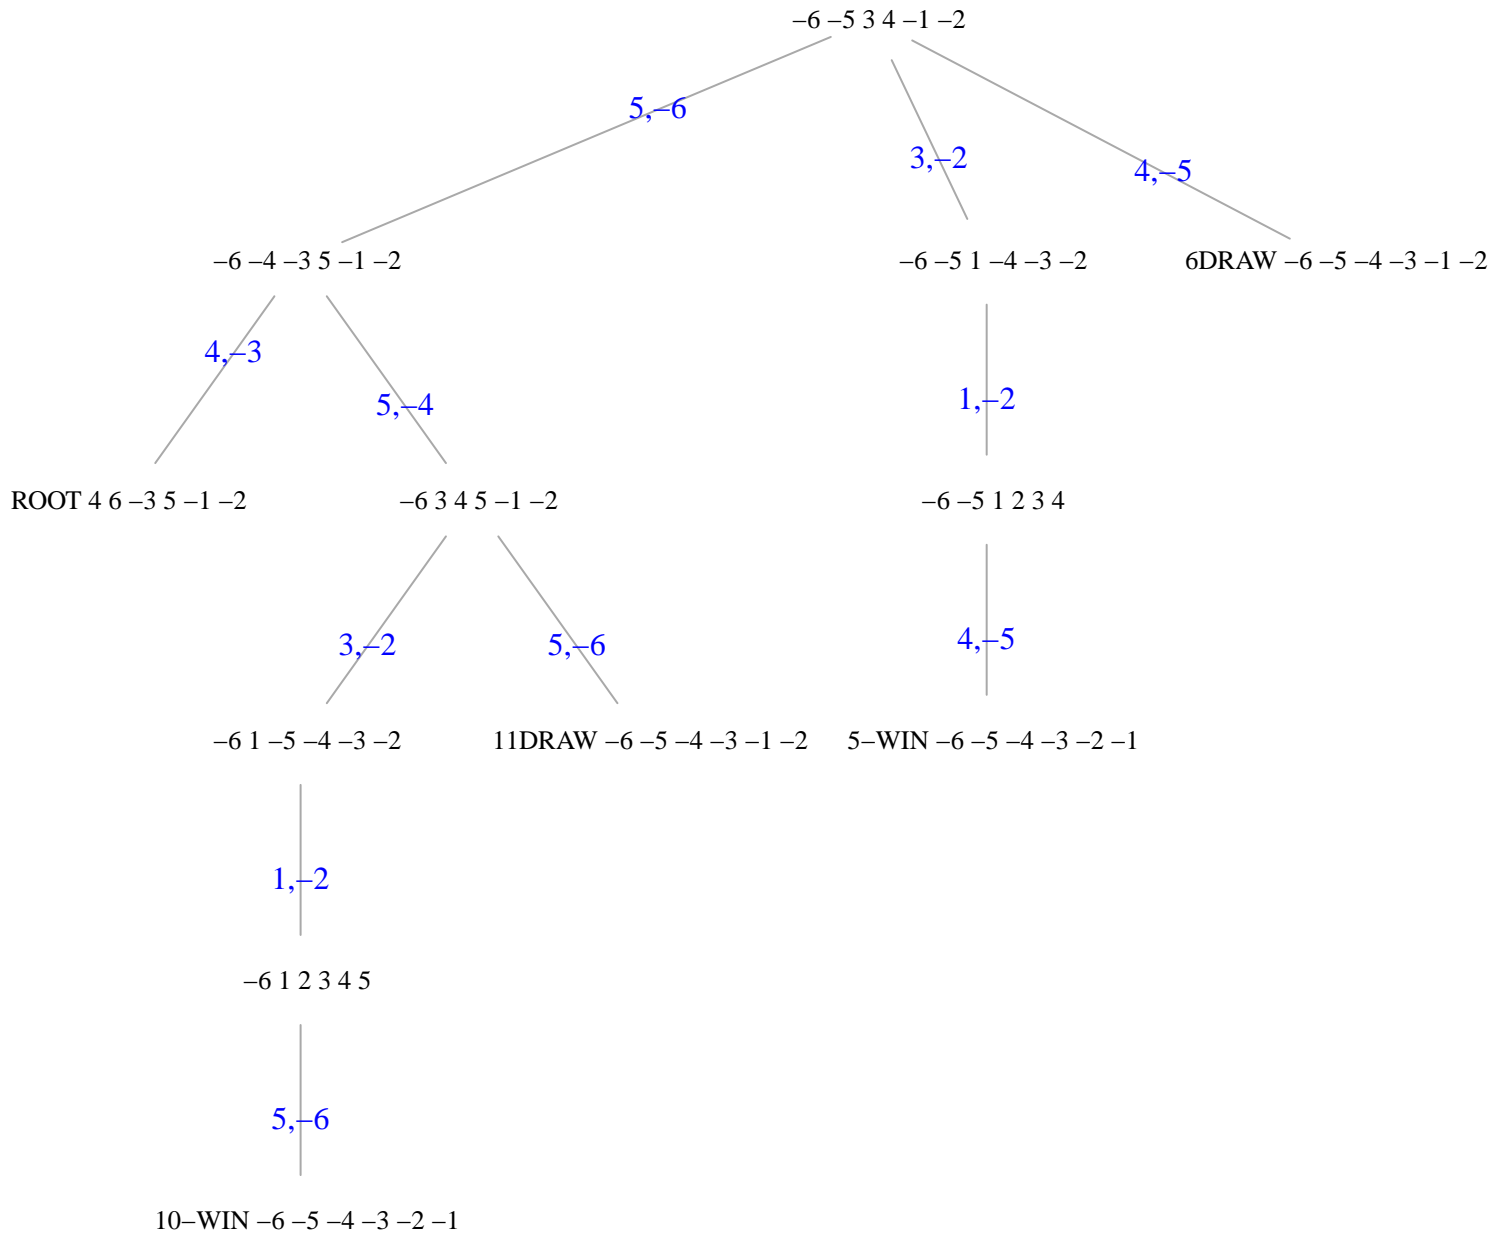 –6 –5 3 4 –1 –2
5,–6
3,–2
4,–5
–6 –4 –3 5 –1 –2
–6 –5 1 –4 –3 –2
6DRAW –6 –5 –4 –3 –1 –2
4,–3
5,–4
1,–2
ROOT 4 6 –3 5 –1 –2
–6 3 4 5 –1 –2
–6 –5 1 2 3 4
3,–2
5,–6
4,–5
–6 1 –5 –4 –3 –2
11DRAW –6 –5 –4 –3 –1 –2
5–WIN –6 –5 –4 –3 –2 –1
1,–2
–6 1 2 3 4 5
5,–6
10–WIN –6 –5 –4 –3 –2 –1